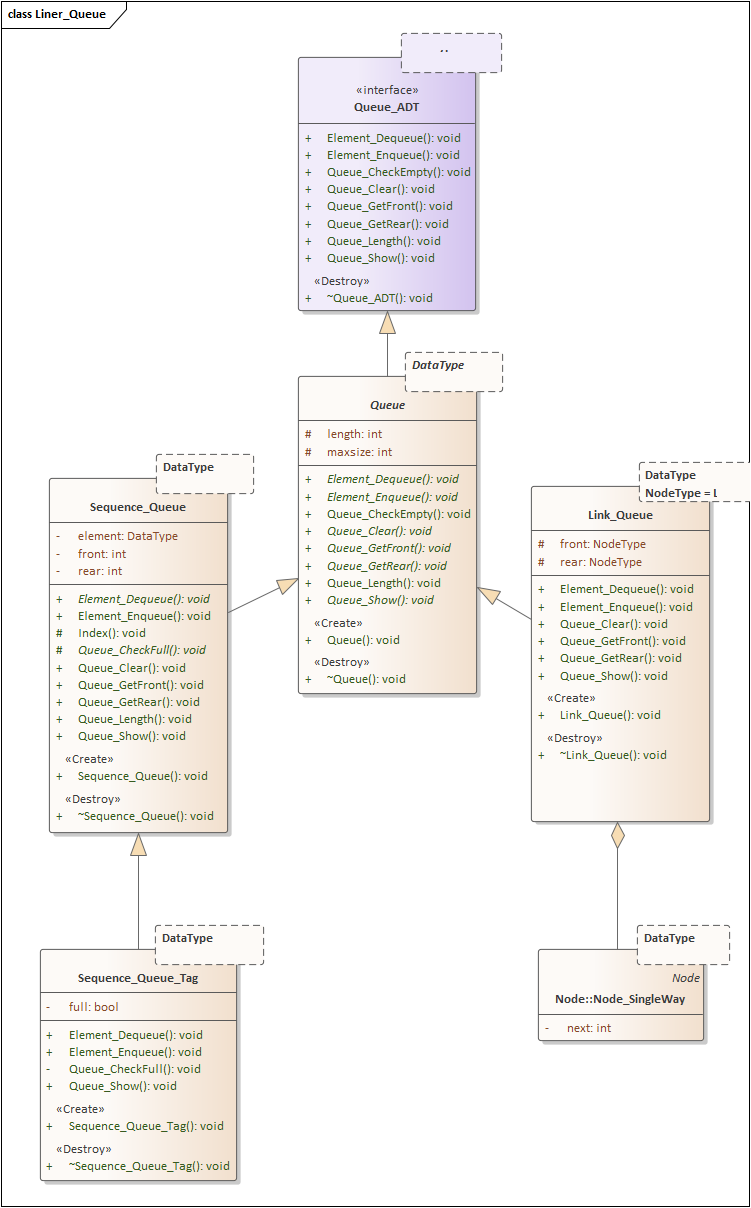 class Liner_Queue
..
«interface»
Queue_ADT
+ Element_Dequeue(): void
+ Element_Enqueue(): void
+ Queue_CheckEmpty(): void
+ Queue_Clear(): void
+ Queue_GetFront(): void
+ Queue_GetRear(): void
+ Queue_Length(): void
+ Queue_Show(): void
«Destroy»
+ ~Queue_ADT(): void
DataType
Queue
# length: int
# maxsize: int
+ Element_Dequeue(): void
+ Element_Enqueue(): void
+ Queue_CheckEmpty(): void
+ Queue_Clear(): void
+ Queue_GetFront(): void
+ Queue_GetRear(): void
+ Queue_Length(): void
+ Queue_Show(): void
«Create»
+ Queue(): void
«Destroy»
+ ~Queue(): void
DataType
Sequence_Queue
- element: DataType
- front: int
- rear: int
+ Element_Dequeue(): void
+ Element_Enqueue(): void
# Index(): void
# Queue_CheckFull(): void
+ Queue_Clear(): void
+ Queue_GetFront(): void
+ Queue_GetRear(): void
+ Queue_Length(): void
+ Queue_Show(): void
«Create»
+ Sequence_Queue(): void
«Destroy»
+ ~Sequence_Queue(): void
DataType
NodeType = L
Link_Queue
# front: NodeType
# rear: NodeType
+ Element_Dequeue(): void
+ Element_Enqueue(): void
+ Queue_Clear(): void
+ Queue_GetFront(): void
+ Queue_GetRear(): void
+ Queue_Show(): void
«Create»
+ Link_Queue(): void
«Destroy»
+ ~Link_Queue(): void
DataType
Sequence_Queue_Tag
- full: bool
+ Element_Dequeue(): void
+ Element_Enqueue(): void
- Queue_CheckFull(): void
+ Queue_Show(): void
«Create»
+ Sequence_Queue_Tag(): void
«Destroy»
+ ~Sequence_Queue_Tag(): void
DataType
Node
Node::Node_SingleWay
- next: int